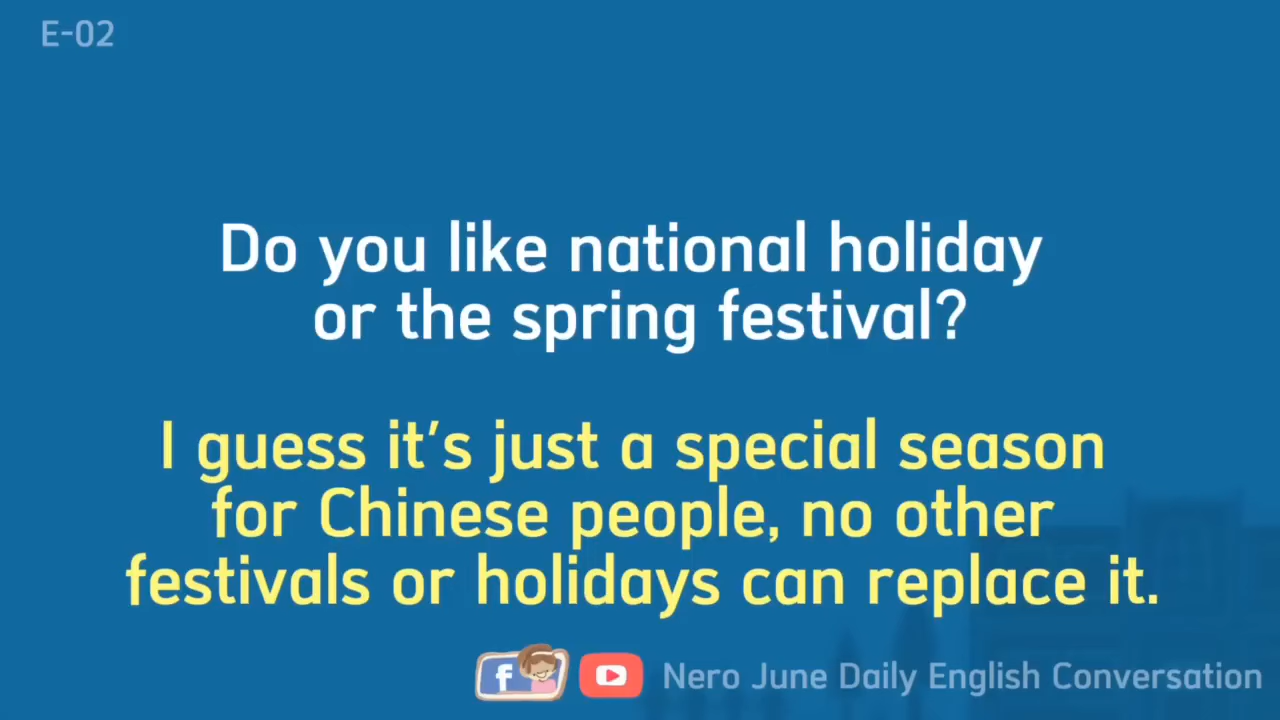 E-02
Do you like national holiday
or the spring festival?
I guess it's just a special season
for Chinese people, no other
festivals or holidays can replace it.
f
Nero June Daily English Conversation